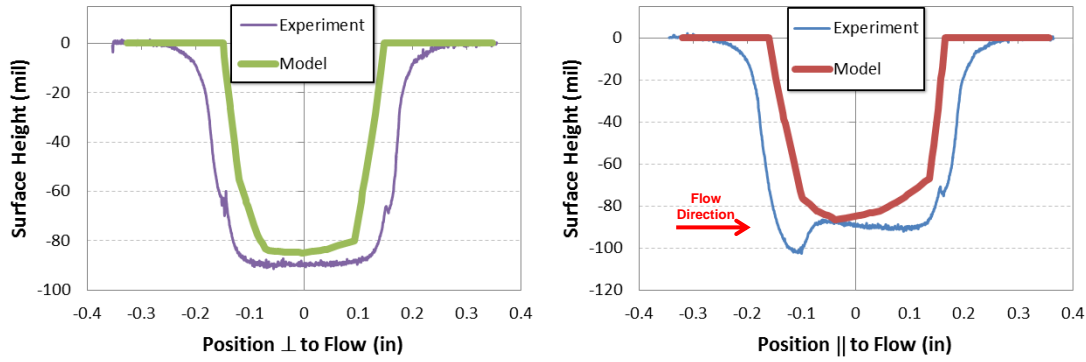 Experiment
Model
0
-20
-40
-60
-80
-100
Surface Height (mil)
-0.4 -0.3 -0.2 -0.1 0 0.1 0.2 0.3 0.4
Position ⊥ to Flow (in)
Experiment
Model
0
-20
-40
-60
-80
-100
-120
Surface Height (mil)
Flow
Direction
-0.4 -0.3 -0.2 -0.1 0 0.1 0.2 0.3 0.4
Position || to Flow (in)